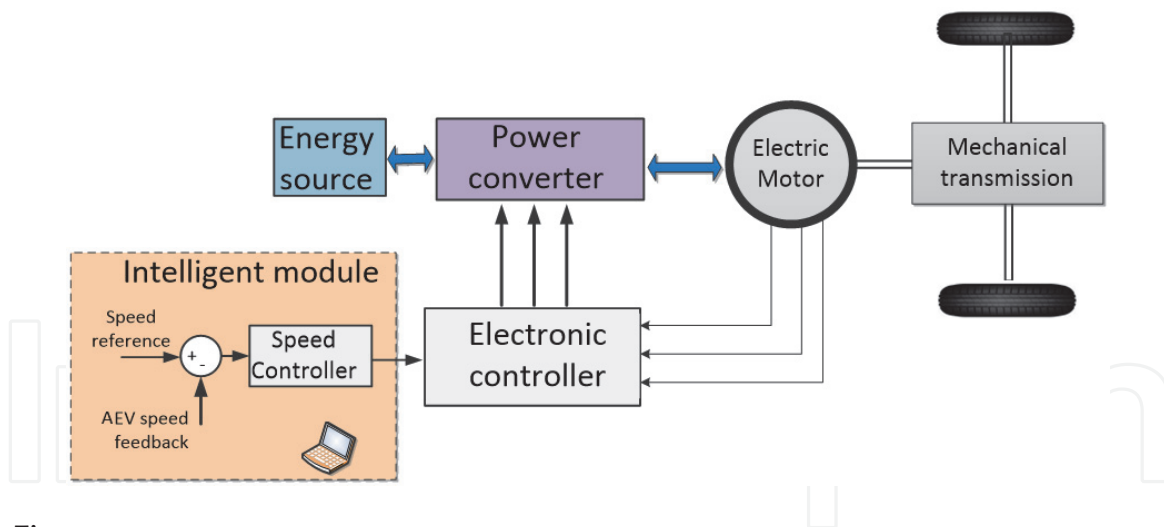 Energy
source
Power
converter
Electric
Motor
Mechanical
transmission
Intelligent module
Speed
reference
+
-
Speed
Controller
AEV speed
feedback
Electronic
controller